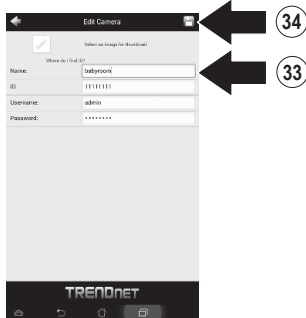 Edit Camera
34
Select an image for thumbnail
Where do I find ID?
33
Name: babyroom
ID 11111111
Username: admin
Password: ••••••••
TRENDnet